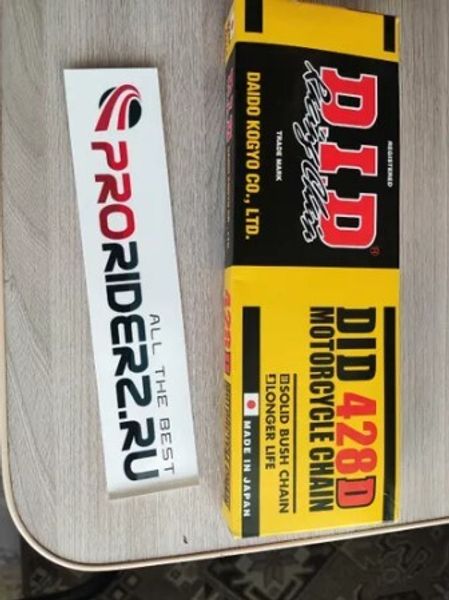 PRORIDERZ.RU
ALL THE BEST
REGISTERED
D.I.D®
Racing Chain
TRADE MARK
DAIDO KOGYO CO., LTD.
DID 428D
MOTORCYCLE CHAIN
SOLID BUSH CHAIN
LONGER LIFE
MADE IN JAPAN
428D